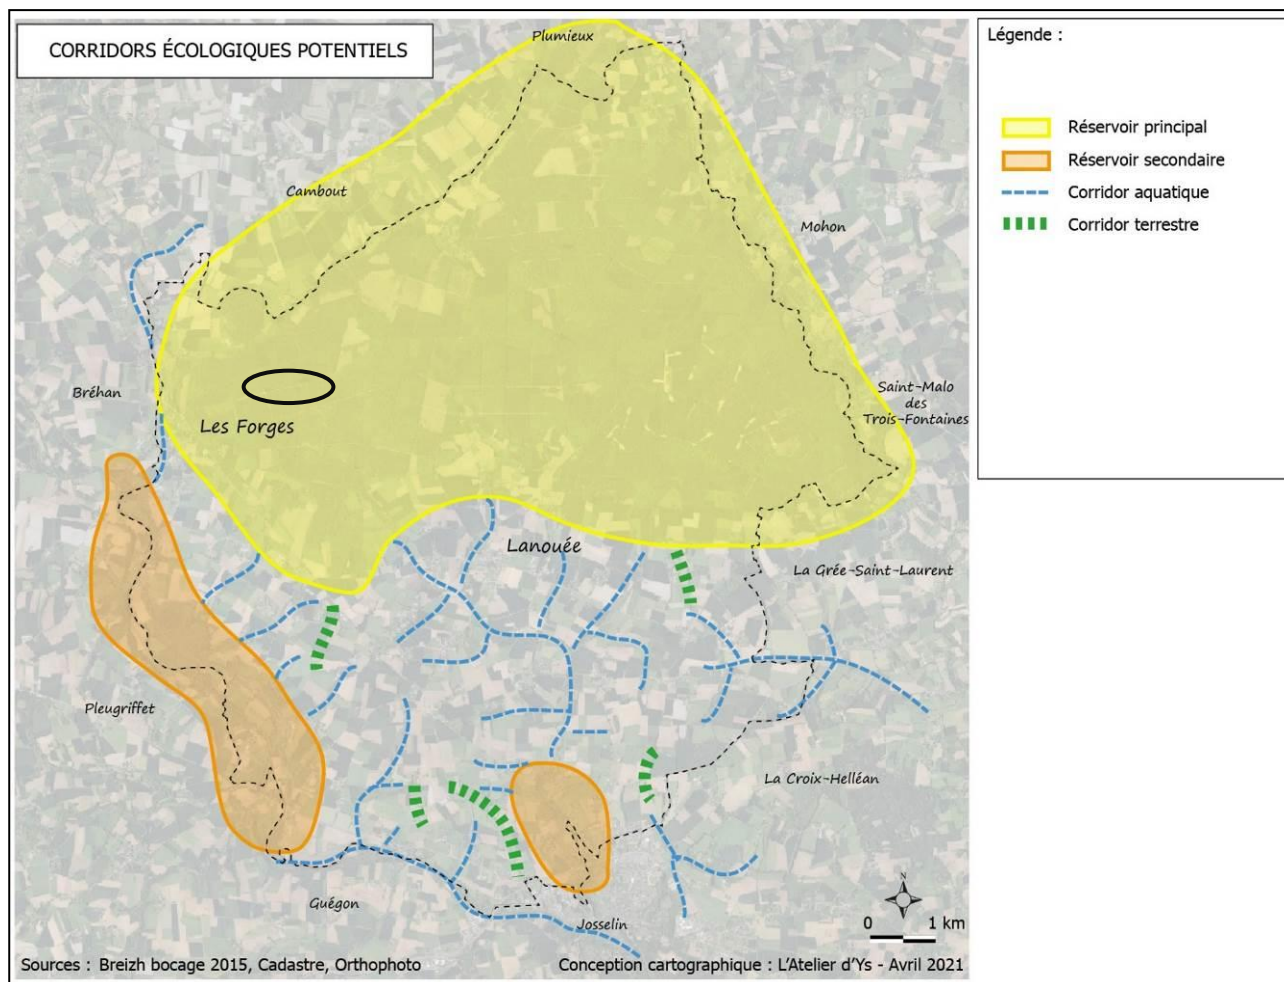 CORRIDORS ÉCOLOGIQUES POTENTIELS
Légende :
Réservoir principal
Réservoir secondaire
Corridor aquatique
Corridor terrestre
Plumieux
Cambout
Mohon
Bréhan
Les Forges
Saint-Malo
des
Trois-Fontaines
Lanouée
La Grée-Saint-Laurent
Pleugriffet
La Croix-Helléan
Guégon
Josselin
N
0 1 km
Sources : Breizh bocage 2015, Cadastre, Orthophoto
Conception cartographique : L'Atelier d'Ys - Avril 2021